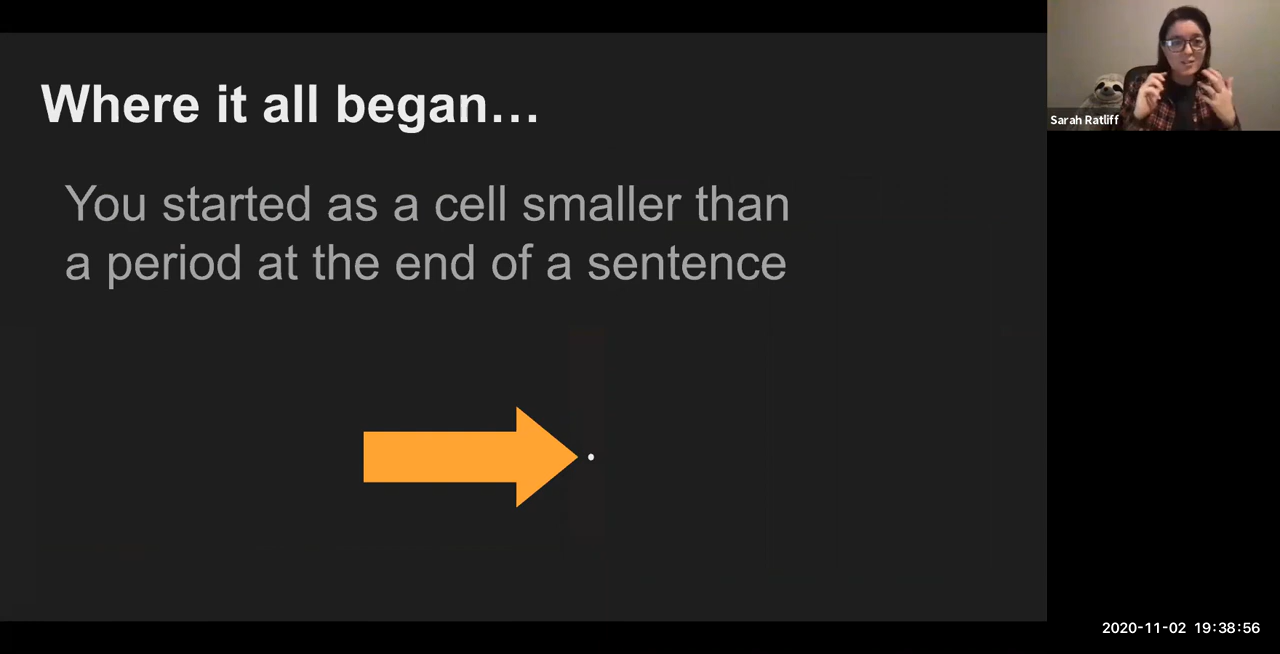 Where it all began…
You started as a cell smaller than
a period at the end of a sentence
.
Sarah Ratliff
2020-11-02 19:38:56